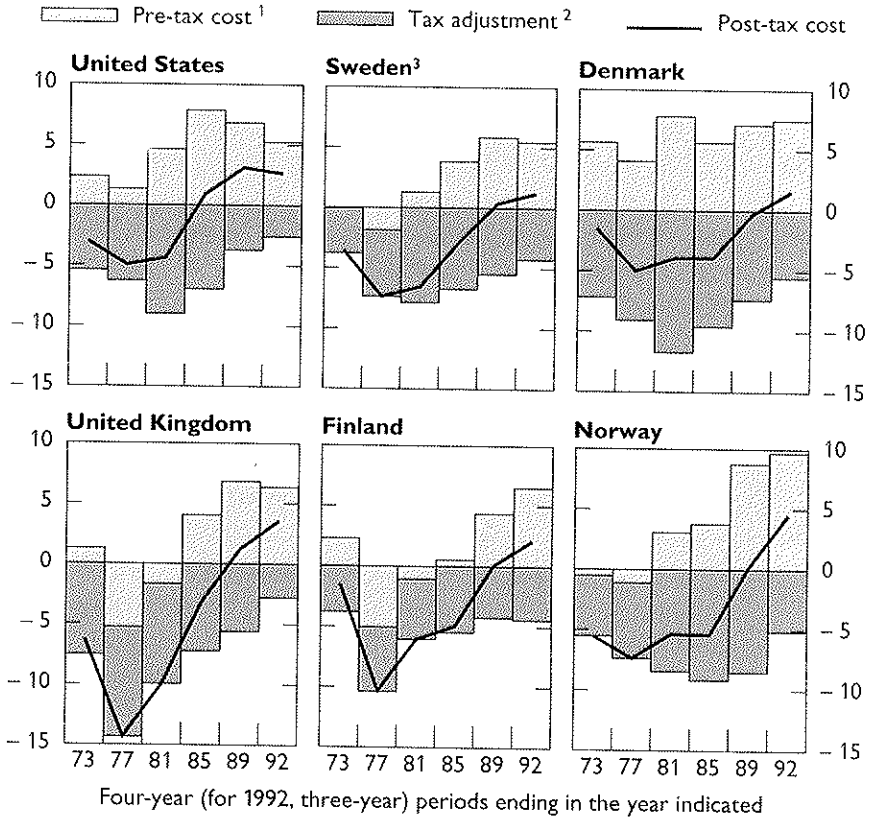 Pre-tax cost 1 Tax adjustment 2 Post-tax cost
United States Sweden3 Denmark
10 10
5 5
0 0
– 5 – 5
– 10 – 10
– 15 – 15
United Kingdom Finland Norway
10 10
5 5
0 0
– 5 – 5
– 10 – 10
– 15 – 15
73 77 81 85 89 92 73 77 81 85 89 92 73 77 81 85 89 92
Four-year (for 1992, three-year) periods ending in the year indicated